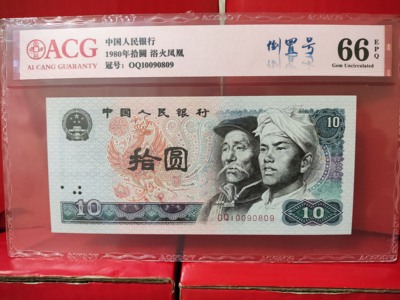 ACG
AI CANG GUARANTY
中国人民银行
1980年拾圆 浴火凤凰
冠号: OQ10090809
倒置号
66 EPQ
Gem Uncirculated
中国人民银行
10
拾圆
OQ10090809
10
10